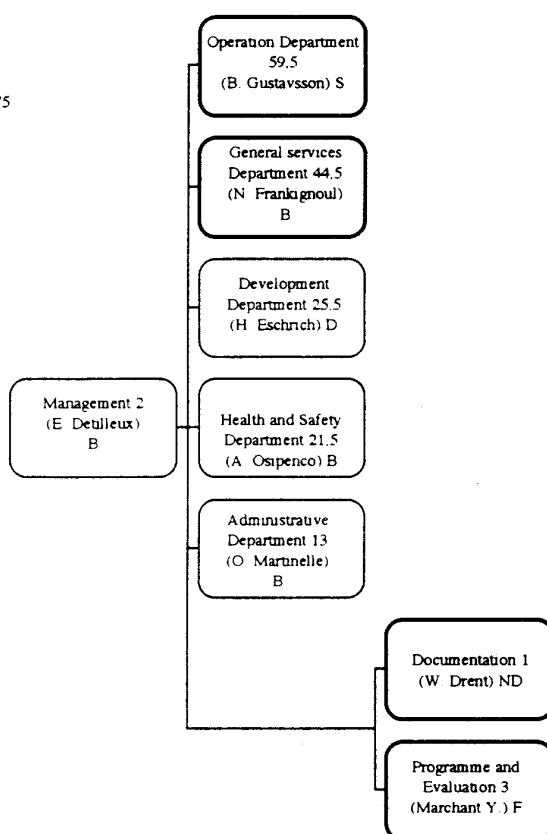 Operation Department
59.5
(B. Gustavsson) S
75
General services
Department 44.5
(N Frankignoul)
B
Development
Department 25.5
(H Eschrich) D
Management 2
(E Detilleux)
B
Health and Safety
Department 21.5
(A Osipenco) B
Administrative
Department 13
(O Martinelle)
B
Documentation 1
(W. Drent) ND
Programme and
Evaluation 3
(Marchant Y.) F